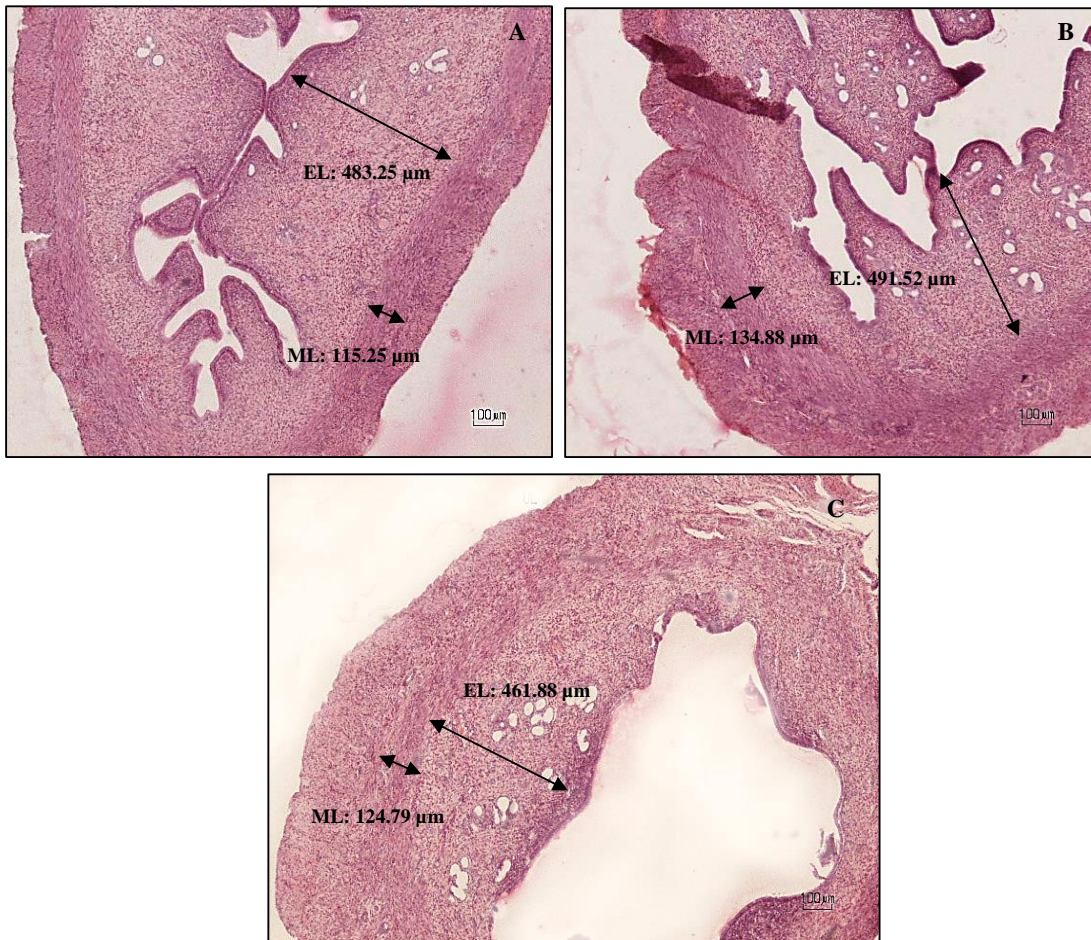 A
EL: 483.25 µm
ML: 115.25 µm
100µm
B
EL: 491.52 µm
ML: 134.88 µm
100µm
C
EL: 461.88 µm
ML: 124.79 µm
100µm